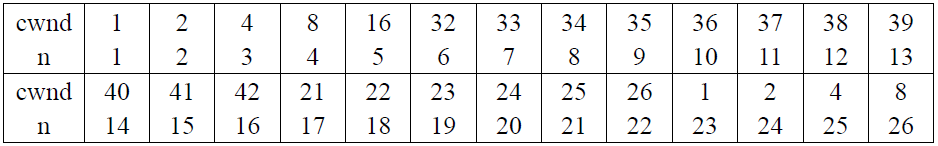 cwnd 1 2 4 8 16 32 33 34 35 36 37 38 39
n 1 2 3 4 5 6 7 8 9 10 11 12 13
cwnd 40 41 42 21 22 23 24 25 26 1 2 4 8
n 14 15 16 17 18 19 20 21 22 23 24 25 26